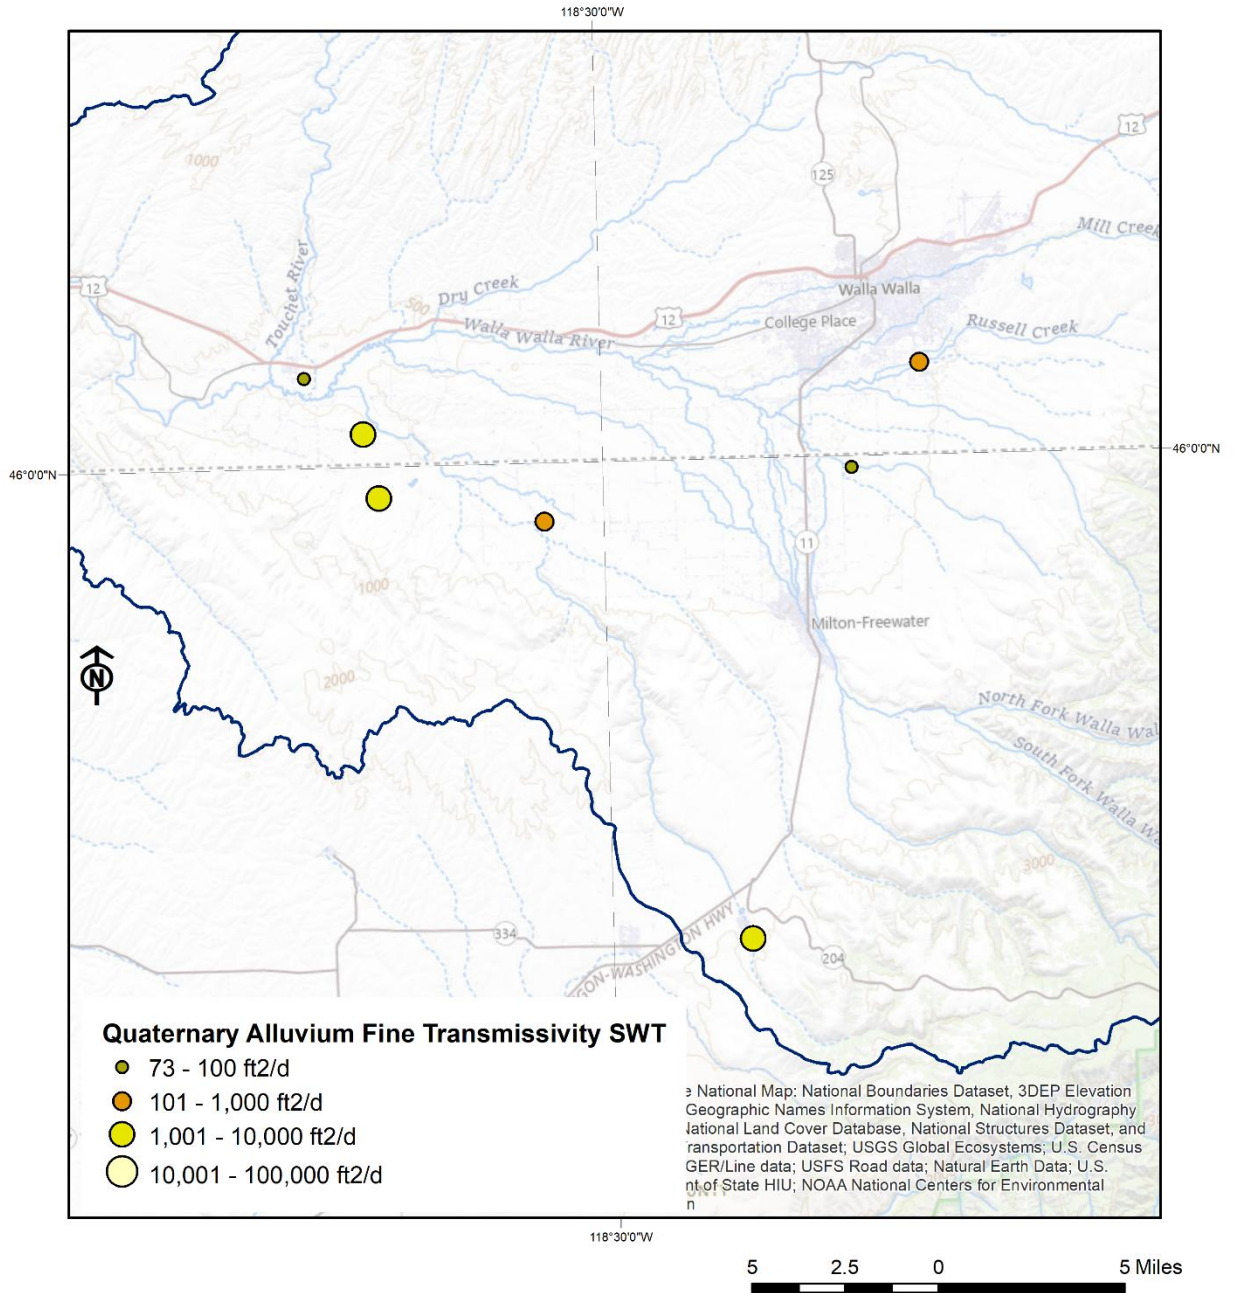 118°30'0"W
12
1000
125
Mill Creek
Touchet River
12
Dry Creek
500
Walla Walla
12
College Place
Walla Walla River
Russell Creek
46°0'0"N
46°0'0"N
11
1000
Milton-Freewater
N
2000
North Fork Walla Wal
South Fork Walla Wa
3000
334
GON-WASHINGTON HWY
204
Quaternary Alluvium Fine Transmissivity SWT
73 - 100 ft2/d
101 - 1,000 ft2/d
1,001 - 10,000 ft2/d
10,001 - 100,000 ft2/d
e National Map: National Boundaries Dataset, 3DEP Elevation
Geographic Names Information System, National Hydrography
National Land Cover Database, National Structures Dataset, and
Transportation Dataset; USGS Global Ecosystems; U.S. Census
GER/Line data; USFS Road data; Natural Earth Data; U.S.
nt of State HIU; NOAA National Centers for Environmental
n
UNTY
118°30'0"W
5 2.5 0 5 Miles